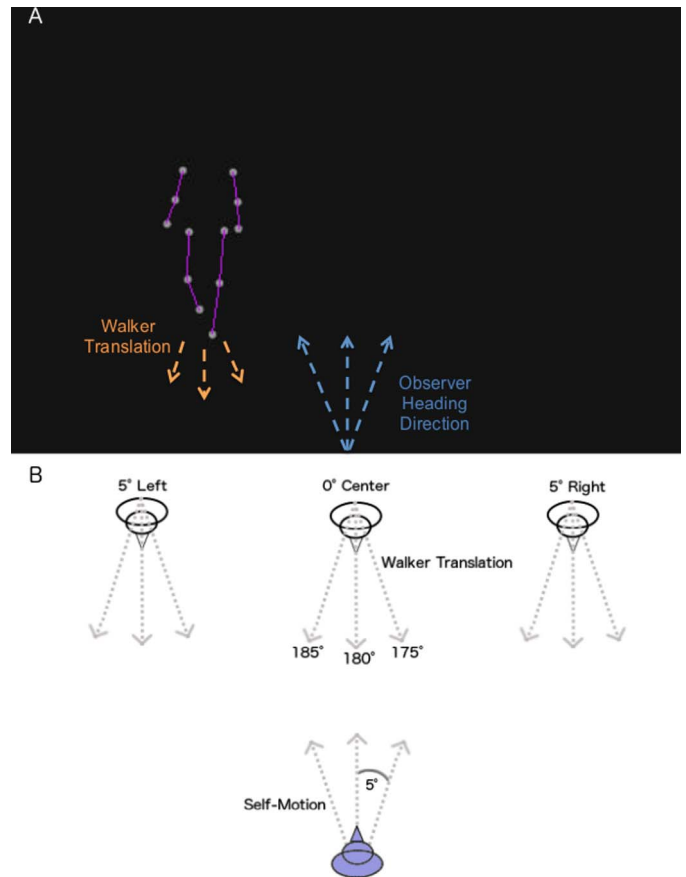 A
Walker
Translation
Observer
Heading
Direction
B
5° Left
0° Center
5° Right
Walker Translation
185°
180°
175°
5°
Self-Motion